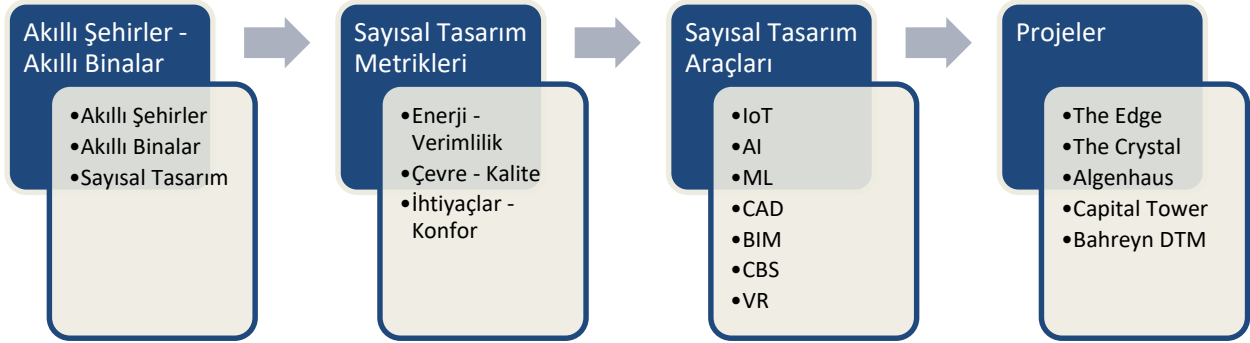 Akıllı Şehirler -
Akıllı Binalar
•Akıllı Şehirler
•Akıllı Binalar
•Sayısal Tasarım
Sayısal Tasarım
Metrikleri
•Enerji -
Verimlilik
•Çevre - Kalite
•İhtiyaçlar -
Konfor
Sayısal Tasarım
Araçları
•IoT
•AI
•ML
•CAD
•BIM
•CBS
•VR
Projeler
•The Edge
•The Crystal
•Algenhaus
•Capital Tower
•Bahreyn DTM